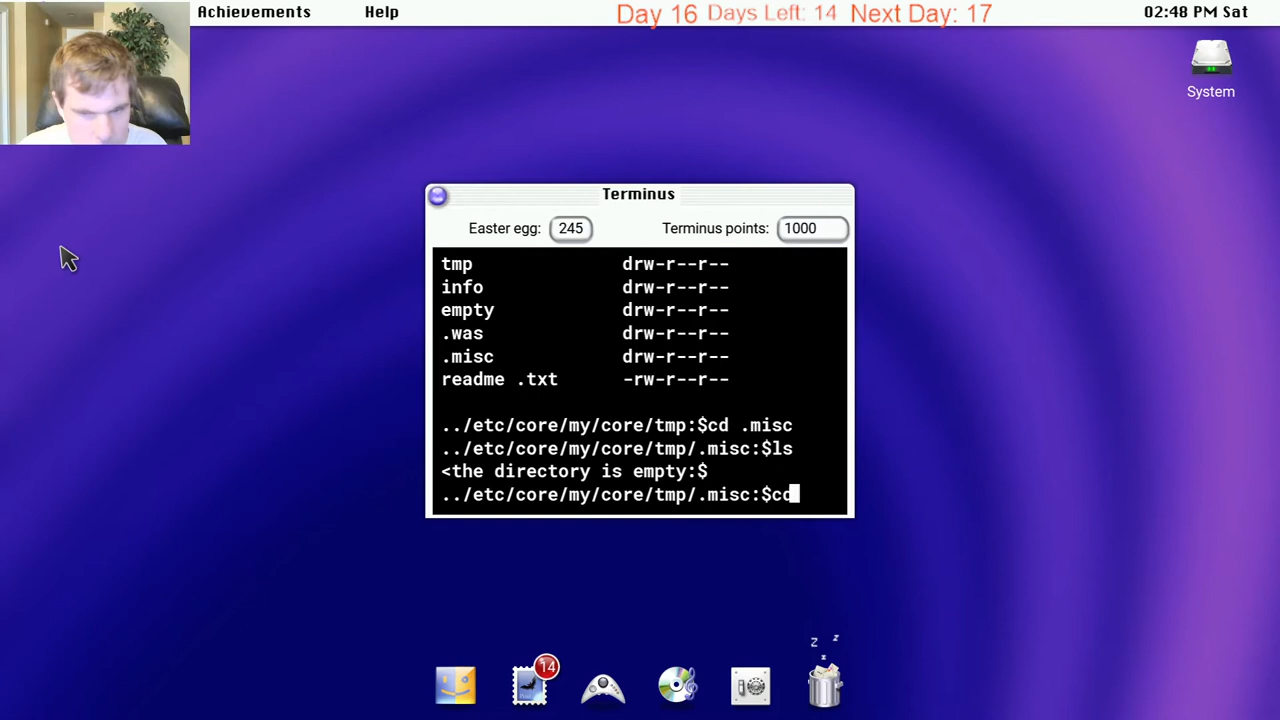 Achievements Help Day 16 Days Left: 14 Next Day: 17 02:48 PM Sat
System
Terminus
Easter egg: 245 Terminus points: 1000
tmp drw-r--r--
info drw-r--r--
empty drw-r--r--
.was drw-r--r--
.misc drw-r--r--
readme .txt -rw-r--r--
../etc/core/my/core/tmp:$cd .misc
../etc/core/my/core/tmp/.misc:$ls
<the directory is empty:$
../etc/core/my/core/tmp/.misc:$cd
z z
z
14